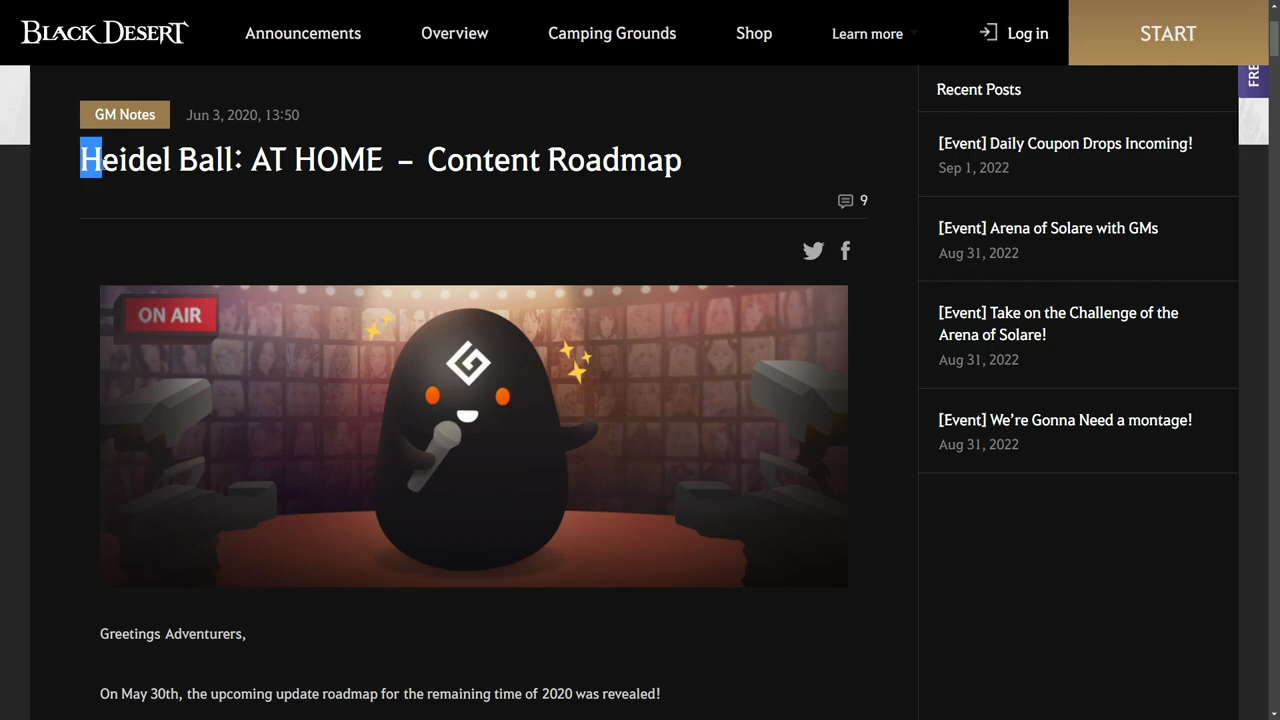 BLACK DESERT
Announcements
Overview
Camping Grounds
Shop
Learn more
Log in
START
FRE
GM Notes
Jun 3, 2020, 13:50
Heidel Ball: AT HOME – Content Roadmap
9
ON AIR
Greetings Adventurers,
On May 30th, the upcoming update roadmap for the remaining time of 2020 was revealed!
Recent Posts
[Event] Daily Coupon Drops Incoming!
Sep 1, 2022
[Event] Arena of Solare with GMs
Aug 31, 2022
[Event] Take on the Challenge of the
Arena of Solare!
Aug 31, 2022
[Event] We're Gonna Need a montage!
Aug 31, 2022